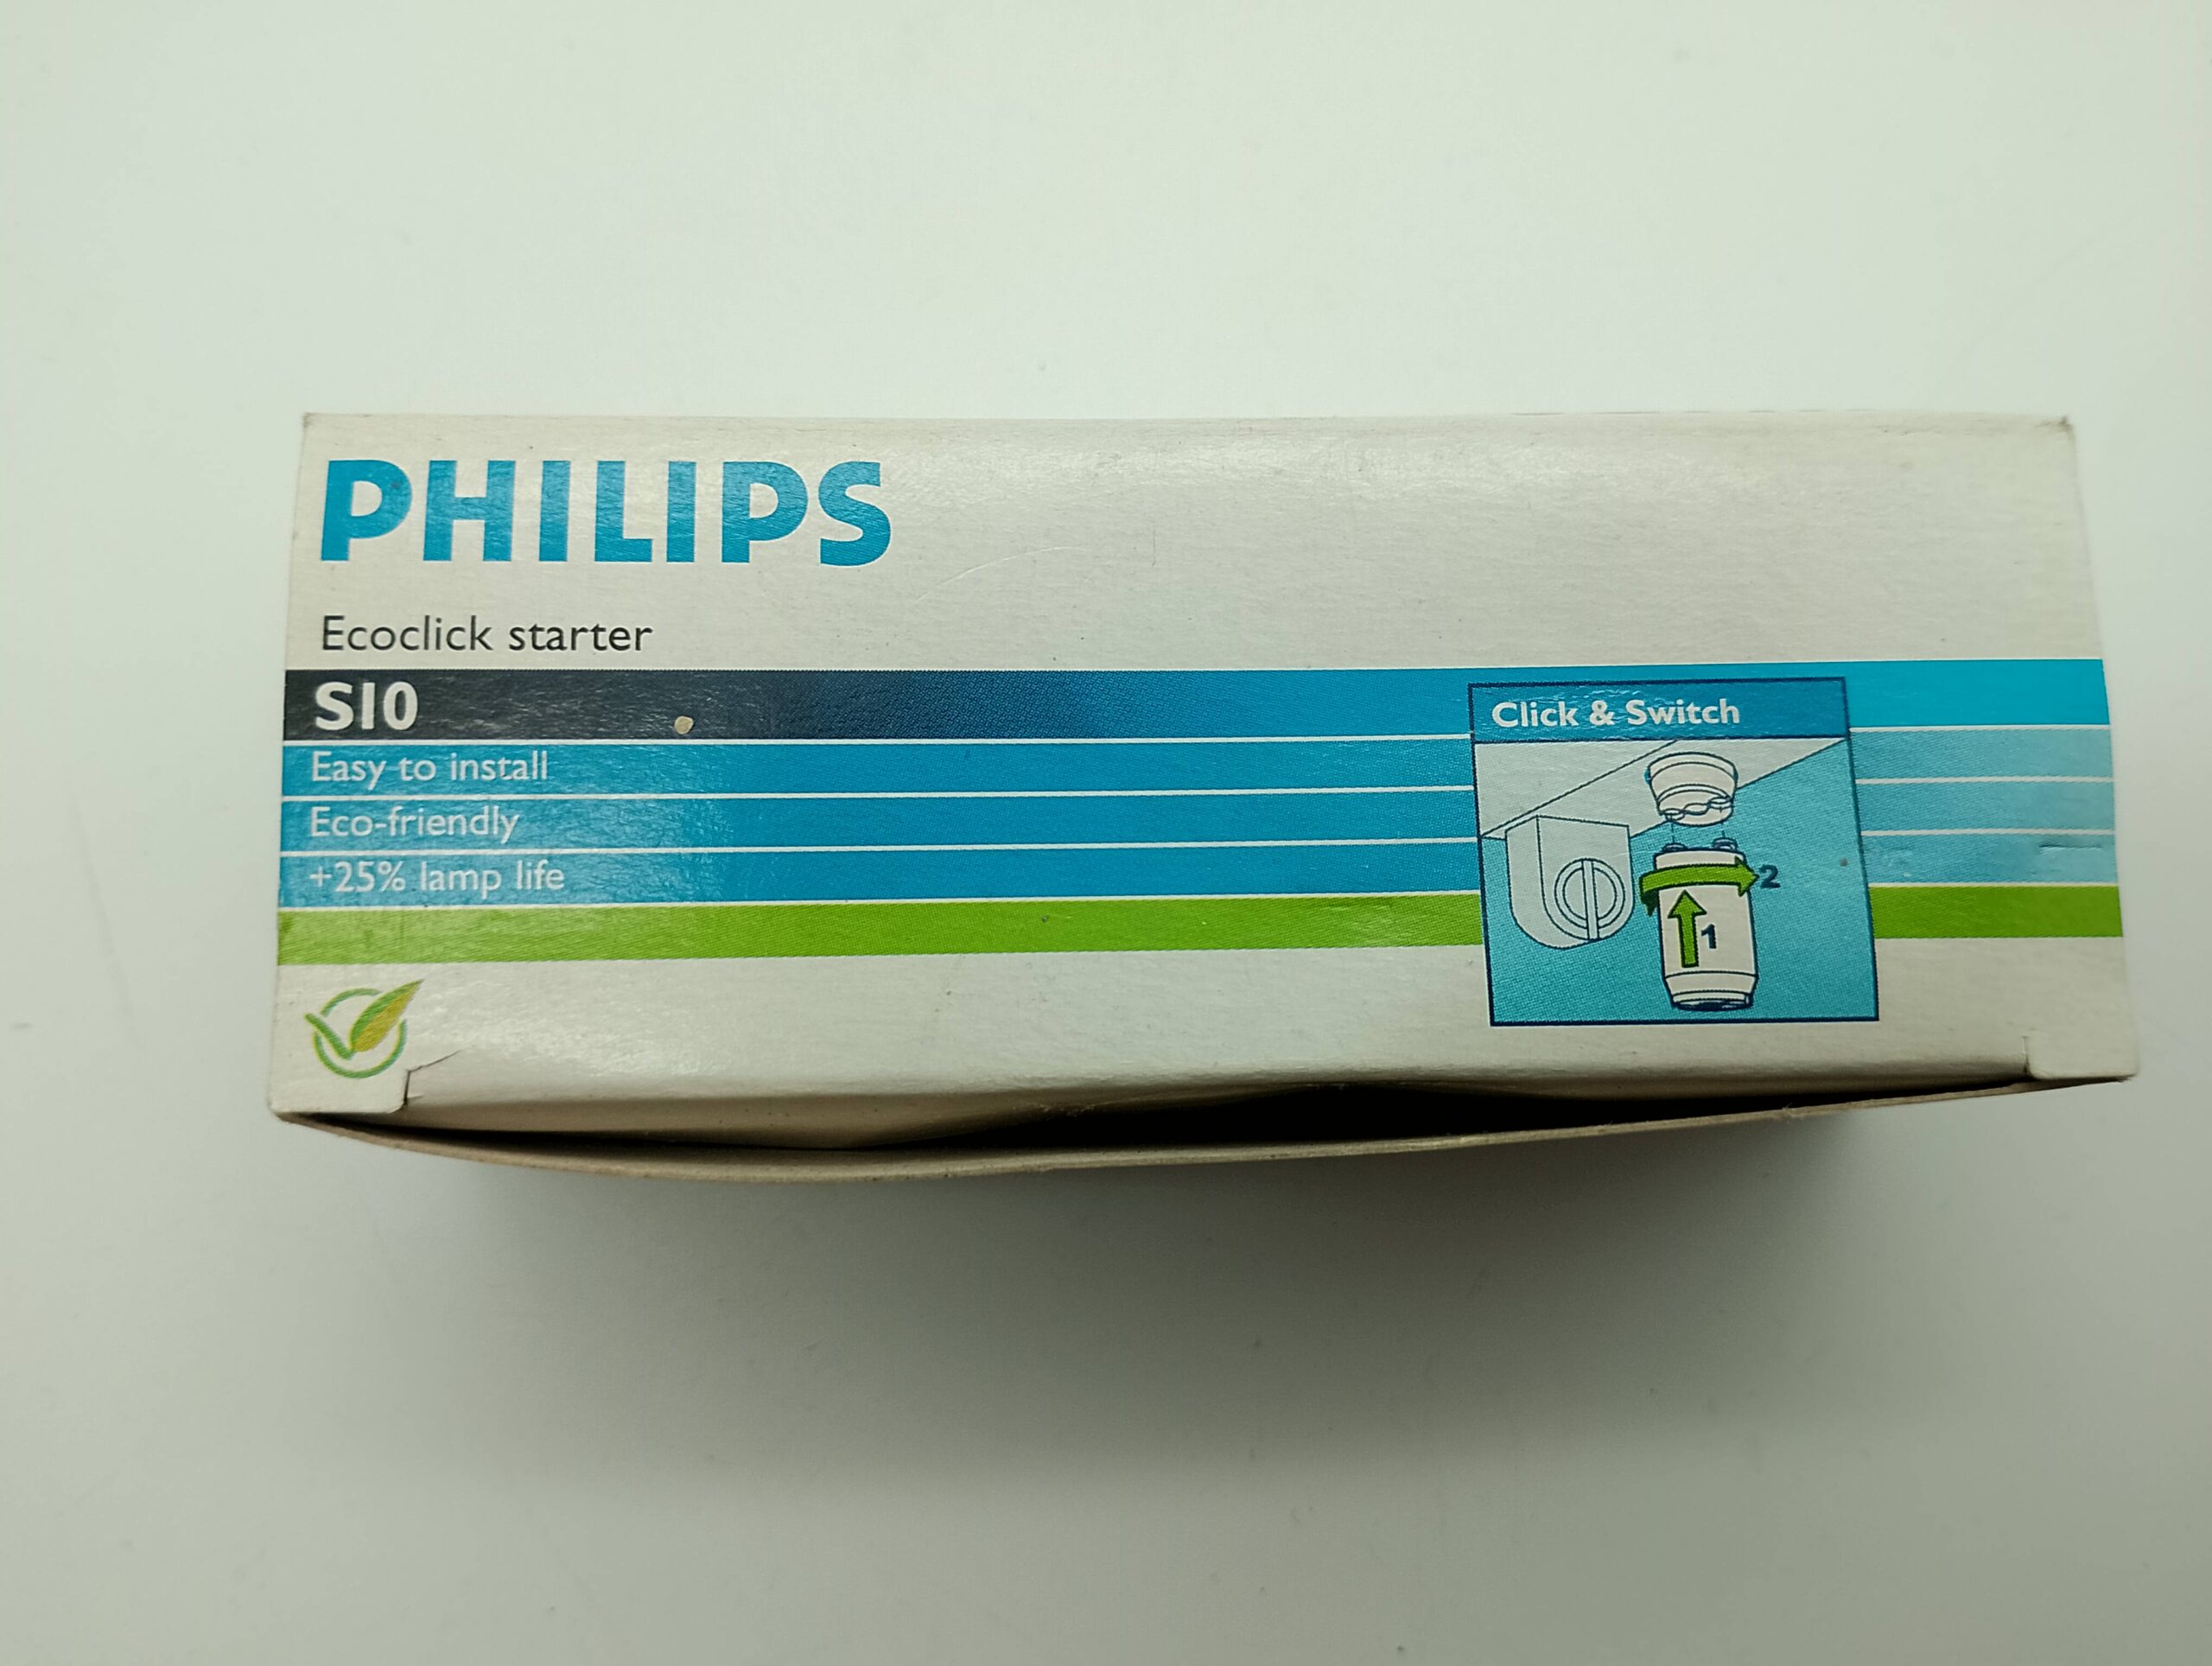 PHILIPS
Ecoclick starter
S10
Easy to install
Eco-friendly
+25% lamp life
Click & Switch
2
1